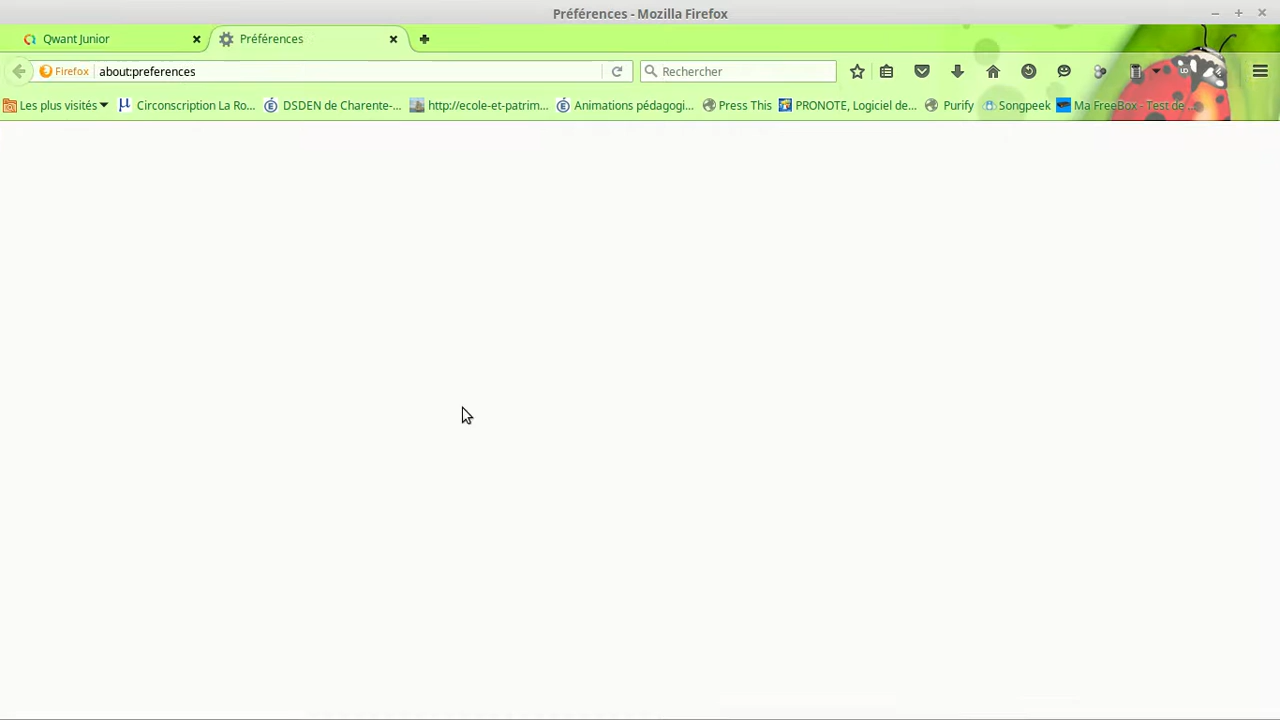 Préférences - Mozilla Firefox
Qwant Junior
Préférences
Firefox
about:preferences
Rechercher
Les plus visités
Circonscription La Ro...
DSDEN de Charente-...
http://ecole-et-patrim...
Animations pédagogi...
Press This
PRONOTE, Logiciel de...
Purify
Songpeek
Ma FreeBox - Test de ...